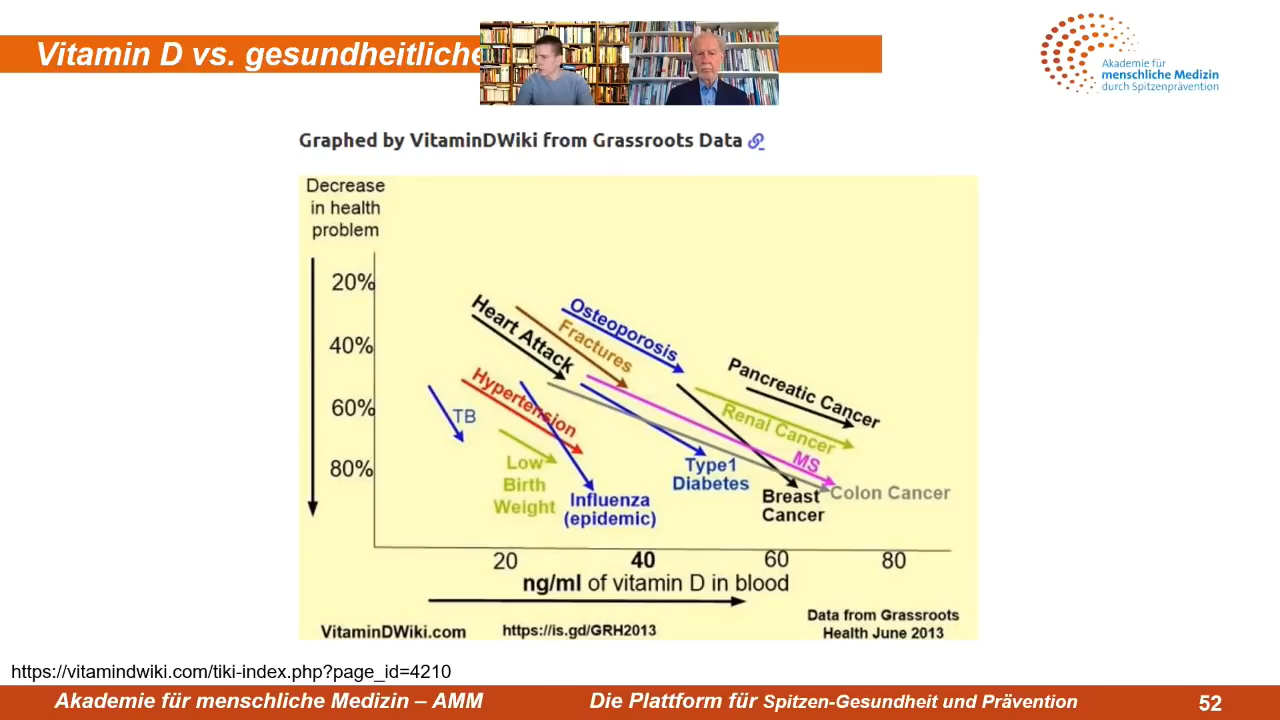 Vitamin D vs. gesundheitliche
Akademie für
menschliche Medizin
durch Spitzenprävention
Graphed by VitaminDWiki from Grassroots Data
Decrease
in health
problem
20%
40%
60%
80%
Heart Attack
Fractures
Osteoporosis
Pancreatic Cancer
Hypertension
TB
Renal Cancer
MS
Low
Birth
Weight
Influenza
(epidemic)
Type1
Diabetes
Breast
Cancer
Colon Cancer
20 40 60 80
ng/ml of vitamin D in blood
VitaminDWiki.com
https://is.gd/GRH2013
Data from Grassroots
Health June 2013
https://vitamindwiki.com/tiki-index.php?page_id=4210
Akademie für menschliche Medizin – AMM
Die Plattform für Spitzen-Gesundheit und Prävention
52